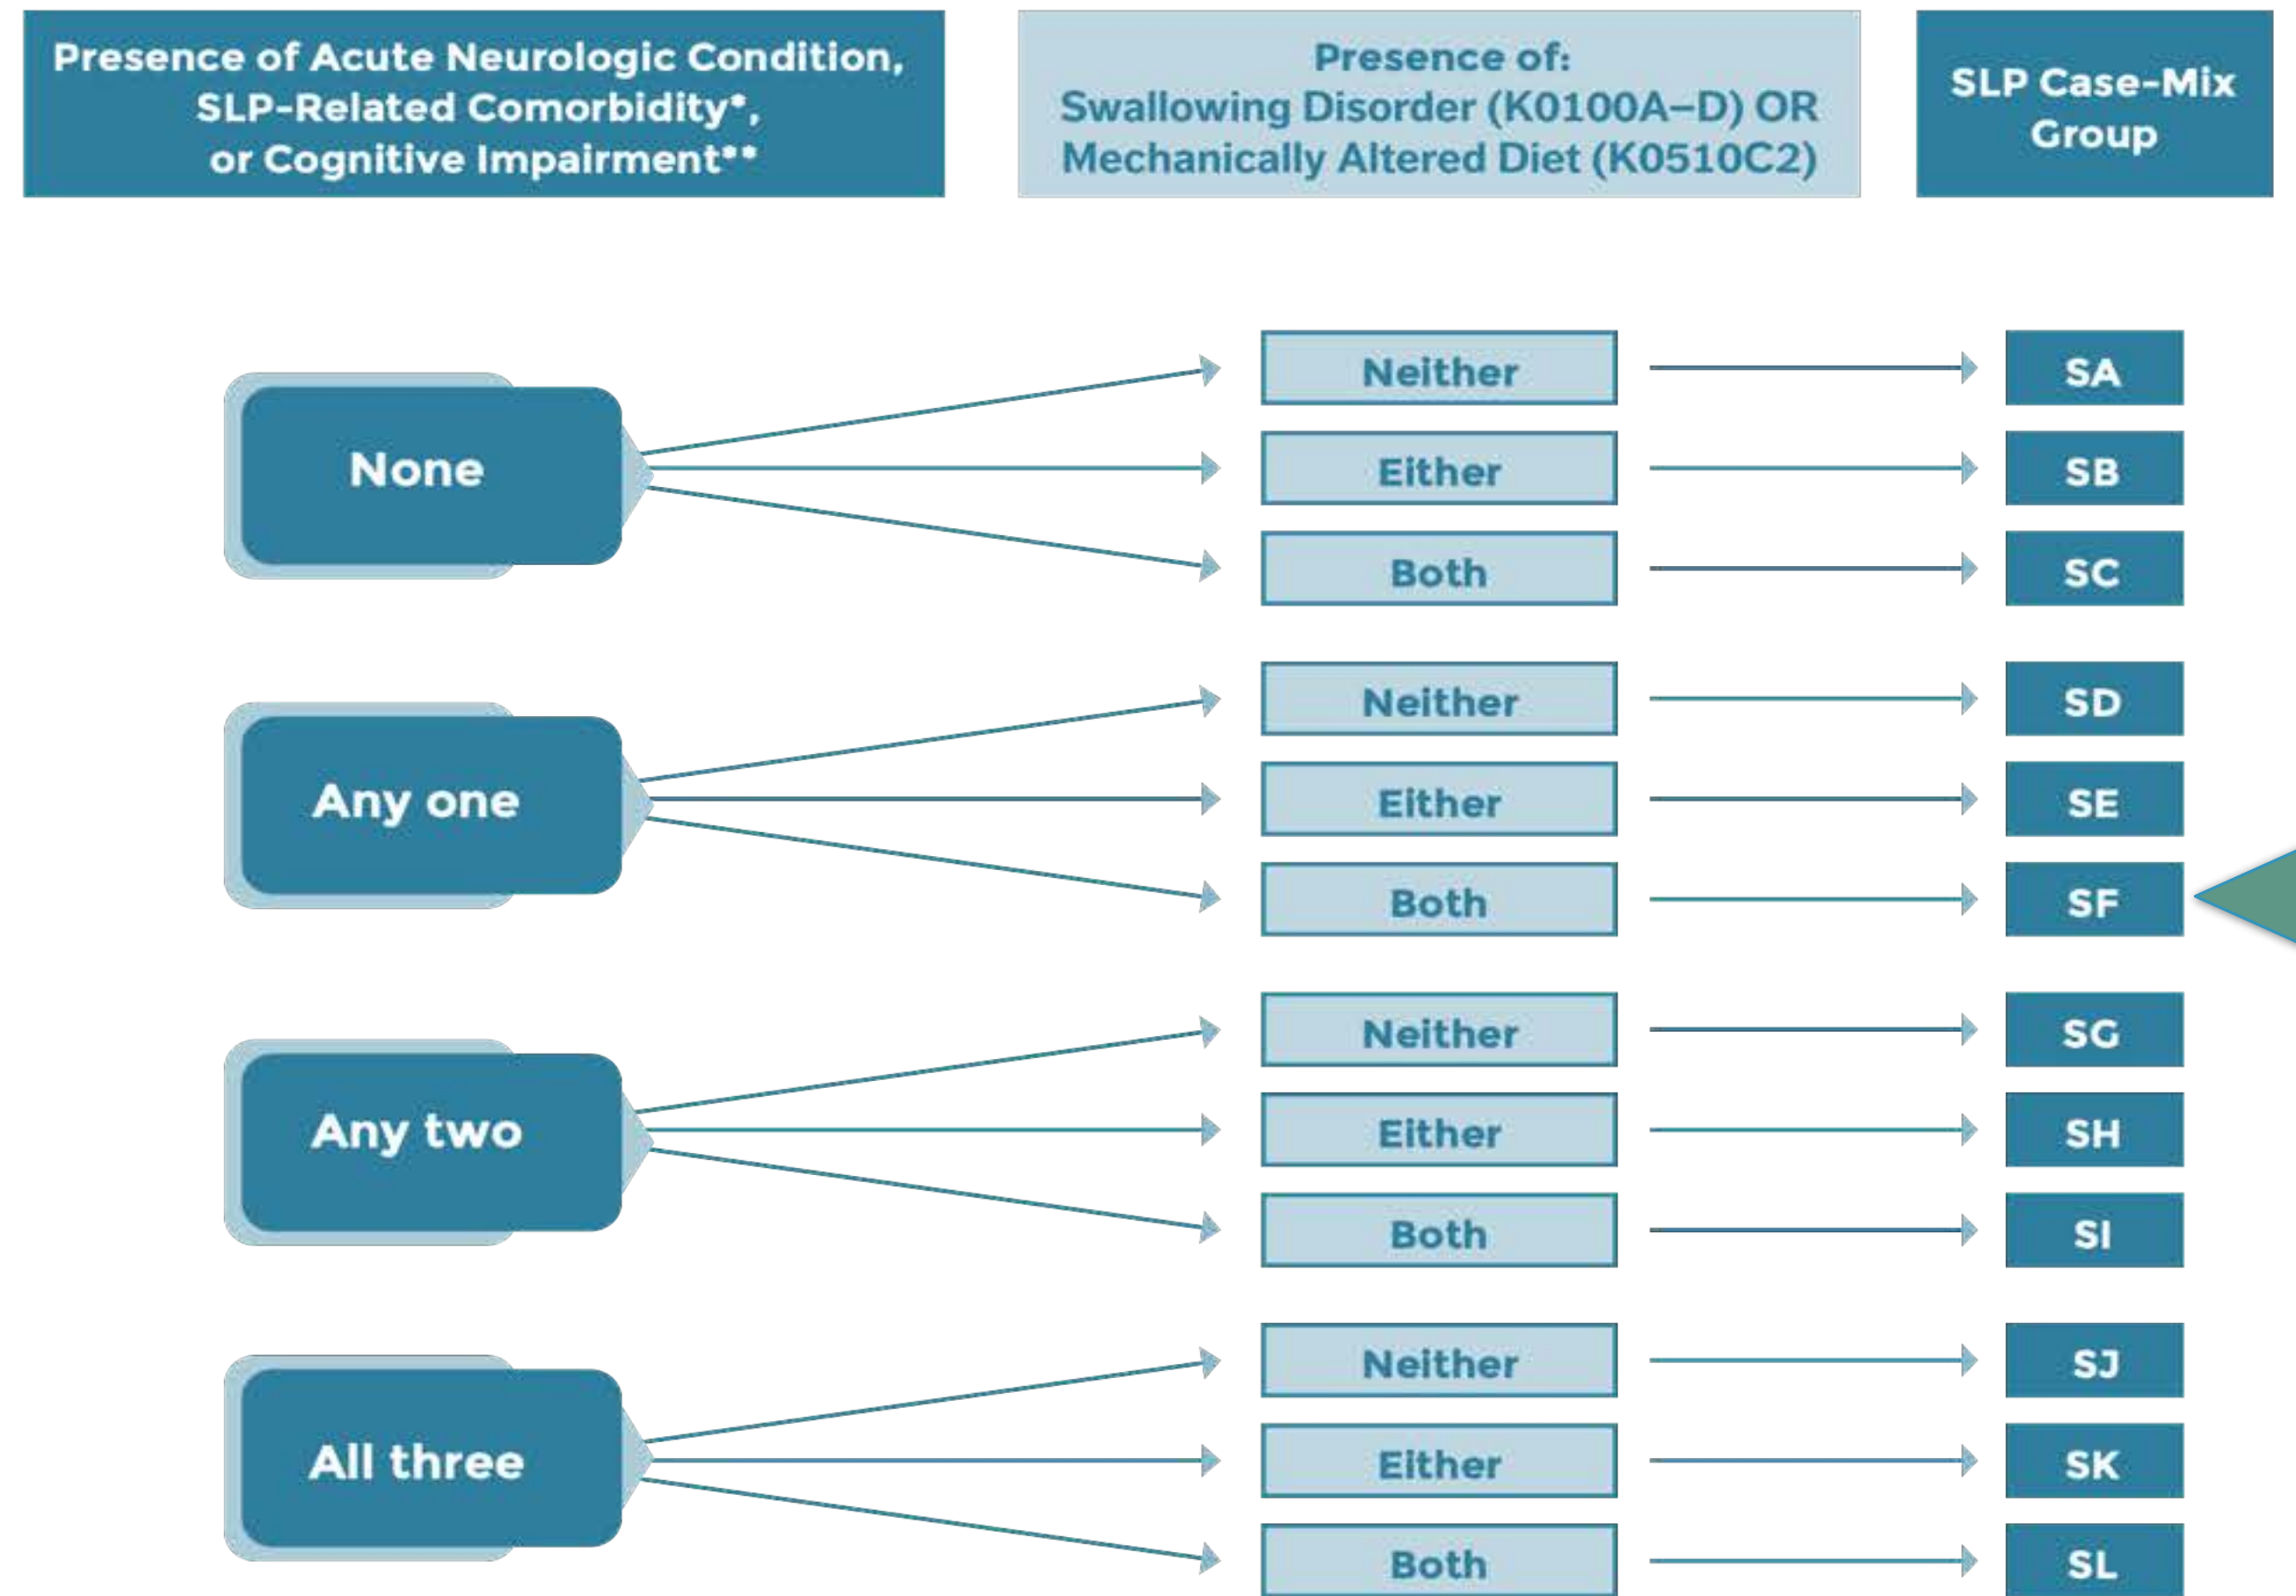 Presence of Acute Neurologic Condition,
SLP-Related Comorbidity*,
or Cognitive Impairment**
Presence of:
Swallowing Disorder (K0100A–D) OR
Mechanically Altered Diet (K0510C2)
SLP Case-Mix
Group
None
Neither
SA
Either
SB
Both
SC
Any one
Neither
SD
Either
SE
Both
SF
Any two
Neither
SG
Either
SH
Both
SI
All three
Neither
SJ
Either
SK
Both
SL